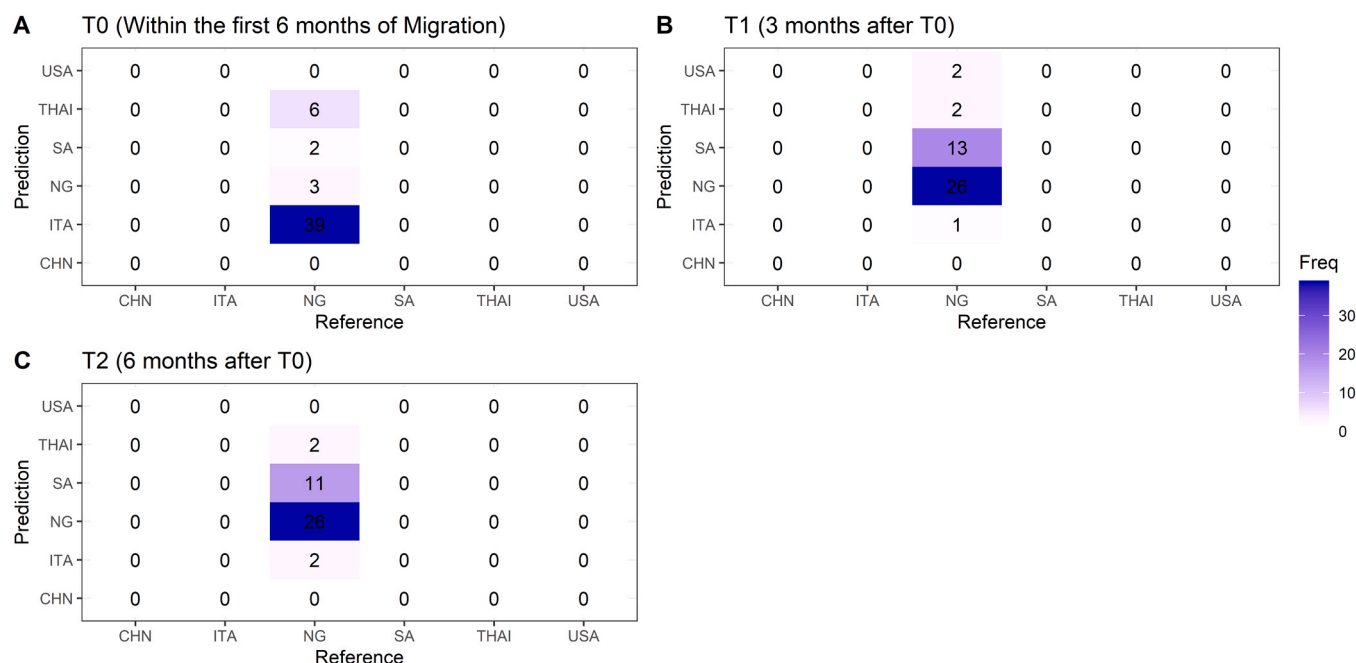 A T0 (Within the first 6 months of Migration)
Prediction
USA 0 0 0 0 0 0
THAI 0 0 6 0 0 0
SA 0 0 2 0 0 0
NG 0 0 3 0 0 0
ITA 0 0 39 0 0 0
CHN 0 0 0 0 0 0
CHN ITA NG SA THAI USA
Reference
B T1 (3 months after T0)
Prediction
USA 0 0 2 0 0 0
THAI 0 0 2 0 0 0
SA 0 0 13 0 0 0
NG 0 0 26 0 0 0
ITA 0 0 1 0 0 0
CHN 0 0 0 0 0 0
CHN ITA NG SA THAI USA
Reference
Freq
30
20
10
0
C T2 (6 months after T0)
Prediction
USA 0 0 0 0 0 0
THAI 0 0 2 0 0 0
SA 0 0 11 0 0 0
NG 0 0 26 0 0 0
ITA 0 0 2 0 0 0
CHN 0 0 0 0 0 0
CHN ITA NG SA THAI USA
Reference